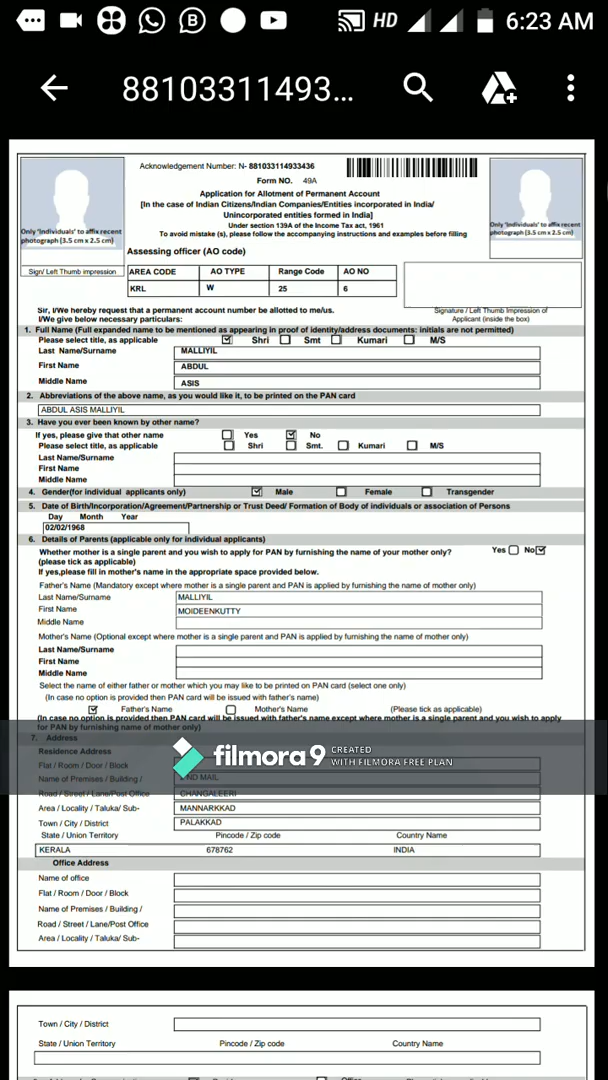 HD 6:23 AM
88103311493...
Acknowledgement Number: N- 881033114933436
Form NO. 49A
Application for Allotment of Permanent Account
[In the case of Indian Citizens/Indian Companies/Entities incorporated in India/
Unincorporated entities formed in India]
Under section 139A of the Income Tax act, 1961
To avoid mistake (s), please follow the accompanying instructions and examples before filling
Only 'Individuals' to affix recent
photograph (3.5 cm x 2.5 cm)
Only 'Individuals' to affix recent
photograph (3.5 cm x 2.5 cm)
Assessing officer (AO code)
Sign/ Left Thumb impression
AREA CODE AO TYPE Range Code AO NO
KRL W 25 6
Signature / Left Thumb Impression of
Applicant (inside the box)
Sir, I/We hereby request that a permanent account number be allotted to me/us.
I/We give below necessary particulars:
1. Full Name (Full expanded name to be mentioned as appearing in proof of identity/address documents: initials are not permitted)
Please select title, as applicable Shri Smt Kumari M/S
Last Name/Surname MALLIYIL
First Name ABDUL
Middle Name ASIS
2. Abbreviations of the above name, as you would like it, to be printed on the PAN card
ABDUL ASIS MALLIYIL
3. Have you ever been known by other name?
If yes, please give that other name Yes No
Please select title, as applicable Shri Smt. Kumari M/S
Last Name/Surname
First Name
Middle Name
4. Gender(for individual applicants only) Male Female Transgender
5. Date of Birth/Incorporation/Agreement/Partnership or Trust Deed/ Formation of Body of individuals or association of Persons
Day Month Year
02/02/1968
6. Details of Parents (applicable only for individual applicants)
Whether mother is a single parent and you wish to apply for PAN by furnishing the name of your mother only? Yes No
(please tick as applicable)
If yes,please fill in mother's name in the appropriate space provided below.
Father's Name (Mandatory except where mother is a single parent and PAN is applied by furnishing the name of mother only)
Last Name/Surname MALLIYIL
First Name MOIDEENKUTTY
Middle Name
Mother's Name (Optional except where mother is a single parent and PAN is applied by furnishing the name of mother only)
Last Name/Surname
First Name
Middle Name
Select the name of either father or mother which you may like to be printed on PAN card (select one only)
(In case no option is provided then PAN card will be issued with father's name)
Father's Name Mother's Name (Please tick as applicable)
(In case no option is provided then PAN card will be issued with father's name except where mother is a single parent and you wish to apply
for PAN by furnishing name of mother only)
7. Address
Residence Address
Flat / Room / Door / Block
filmora9 CREATED
WITH FILMORA FREE PLAN
Name of Premises / Building / MAIL
Road / Street / Lane/Post Office CHANGALEERI
Area / Locality / Taluka/ Sub- MANNARKKAD
Town / City / District PALAKKAD
State / Union Territory Pincode / Zip code Country Name
KERALA 678762 INDIA
Office Address
Name of office
Flat / Room / Door / Block
Name of Premises / Building /
Road / Street / Lane/Post Office
Area / Locality / Taluka/ Sub-
Town / City / District
State / Union Territory Pincode / Zip code Country Name